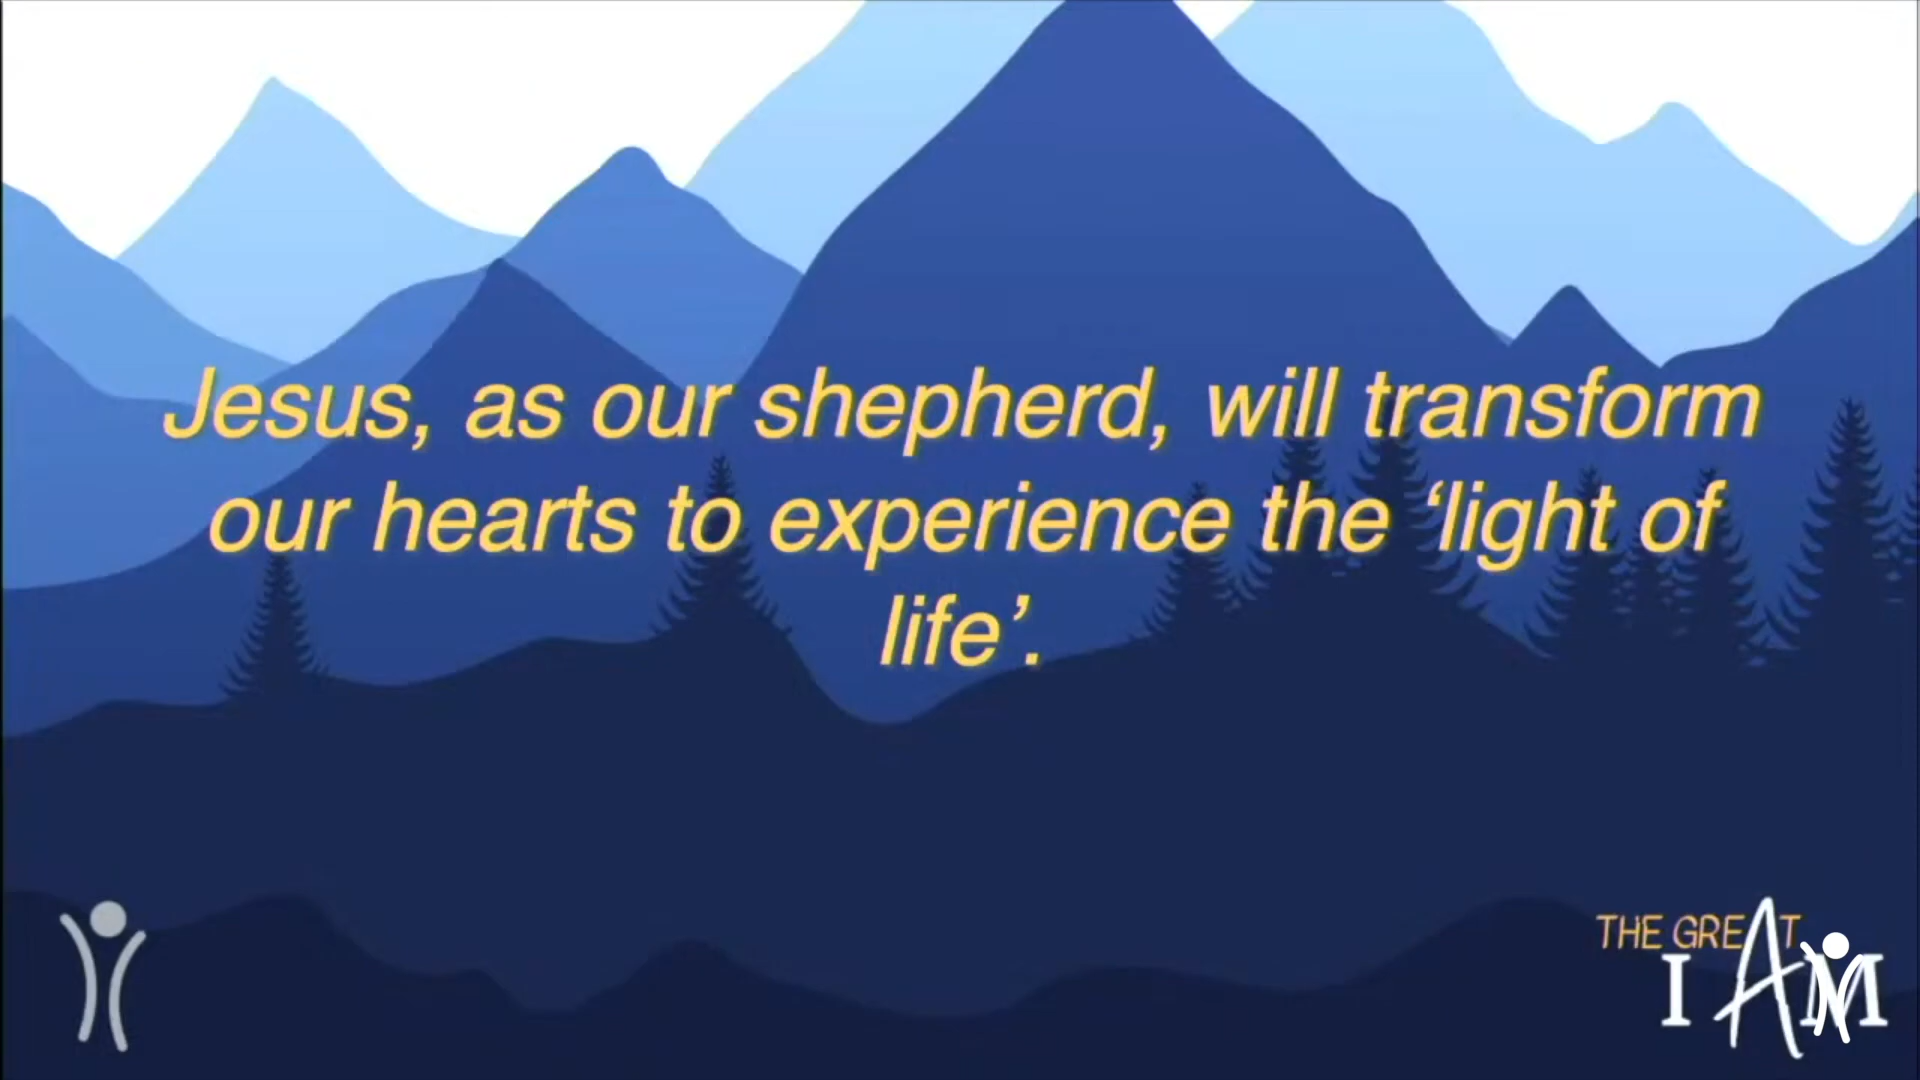 Jesus, as our shepherd, will transform
our hearts to experience the ‘light of
life’.
THE GREAT
I AM